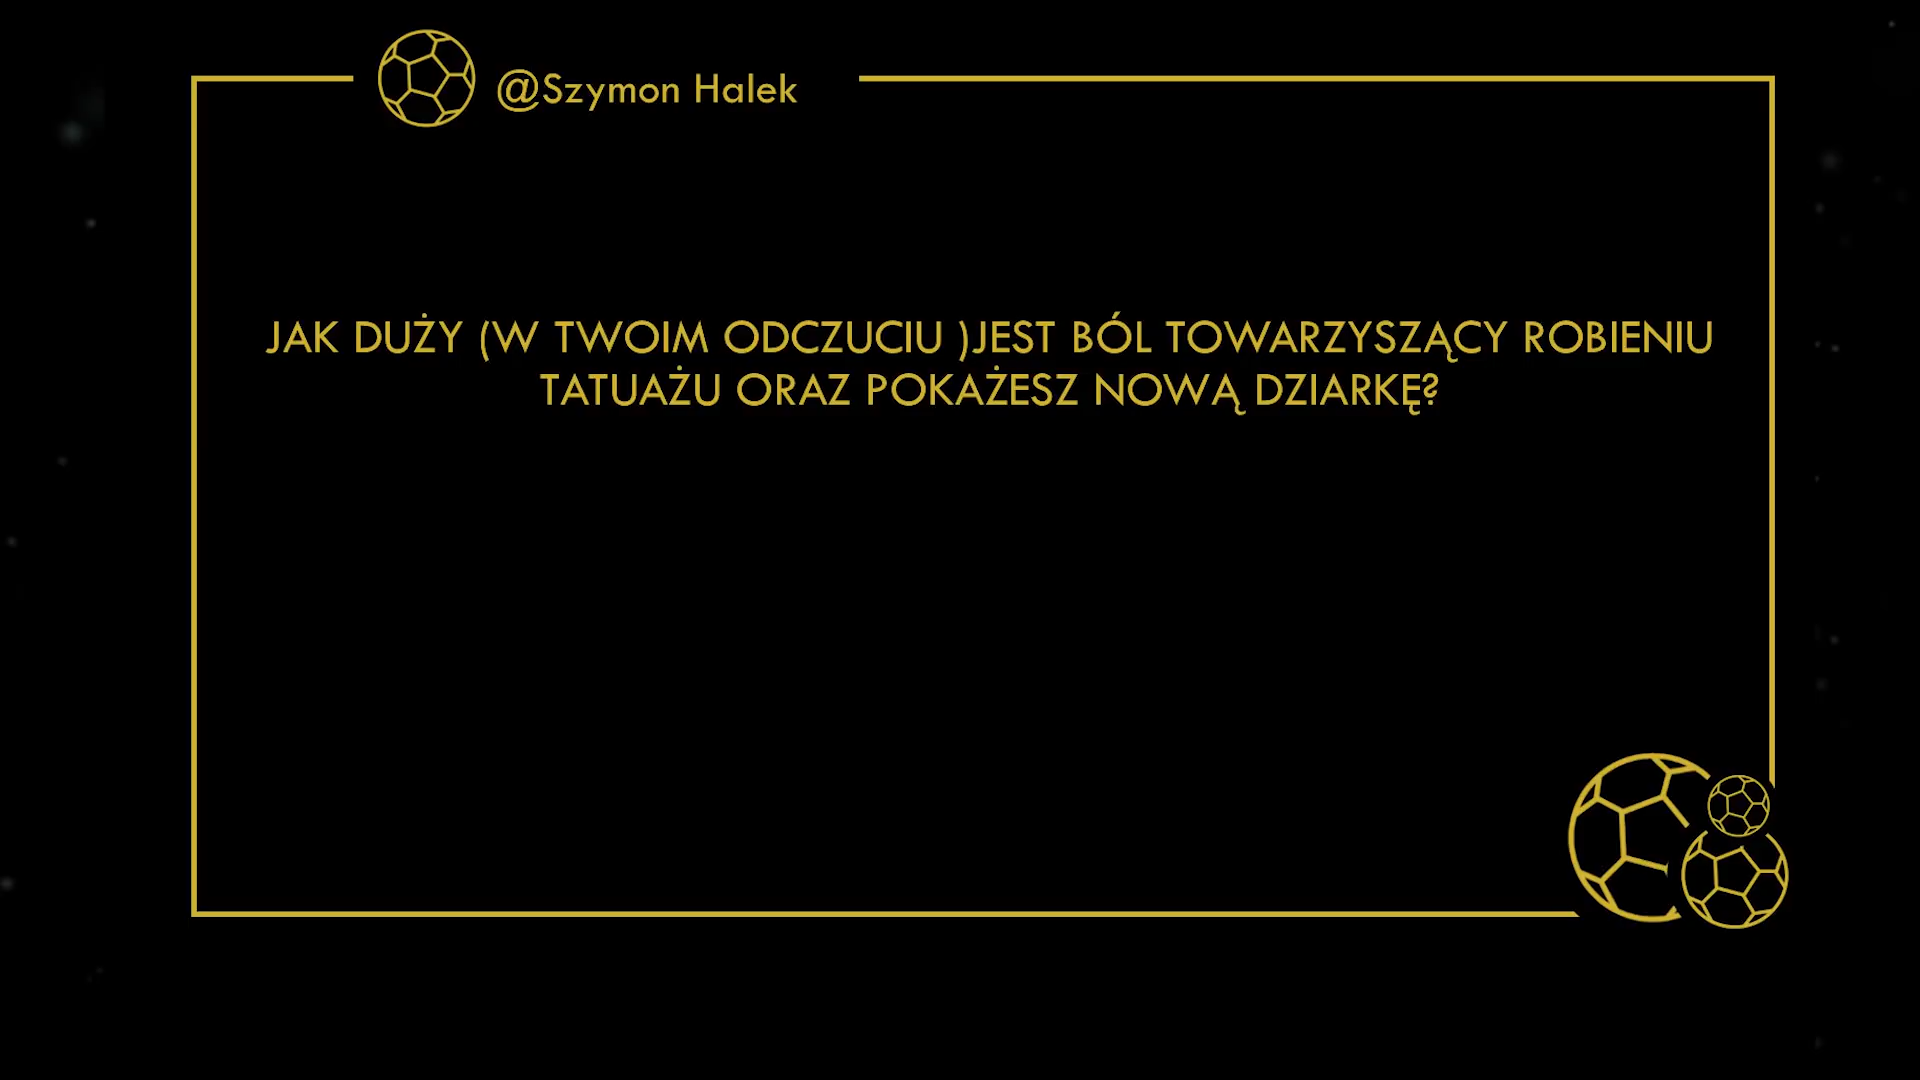 @Szymon Halek
JAK DUŻY (W TWOIM ODCZUCIU )JEST BÓL TOWARZYSZĄCY ROBIENIU
TATUAŻU ORAZ POKAŻESZ NOWĄ DZIARKĘ?